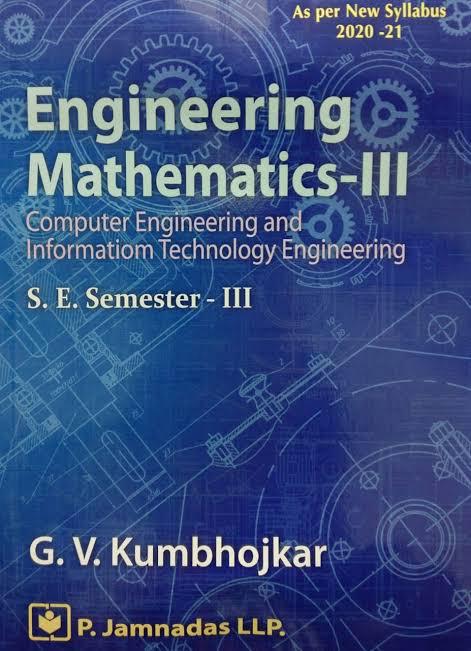 As per New Syllabus
2020 -21
Engineering
Mathematics-III
Computer Engineering and
Informatiom Technology Engineering
S. E. Semester - III
G. V. Kumbhojkar
P. Jamnadas LLP.